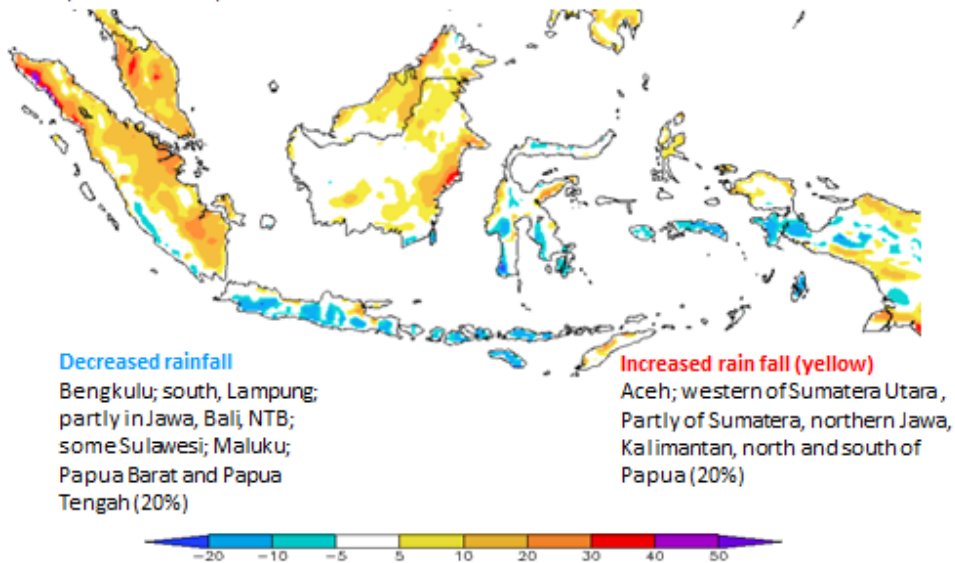 Decreased rainfall
Bengkulu; south, Lampung;
partly in Jawa, Bali, NTB;
some Sulawesi; Maluku;
Papua Barat and Papua
Tengah (20%)
Increased rain fall (yellow)
Aceh; western of Sumatera Utara,
Partly of Sumatera, northern Jawa,
Kalimantan, north and south of
Papua (20%)
−20 −10 −5 5 10 20 30 40 50